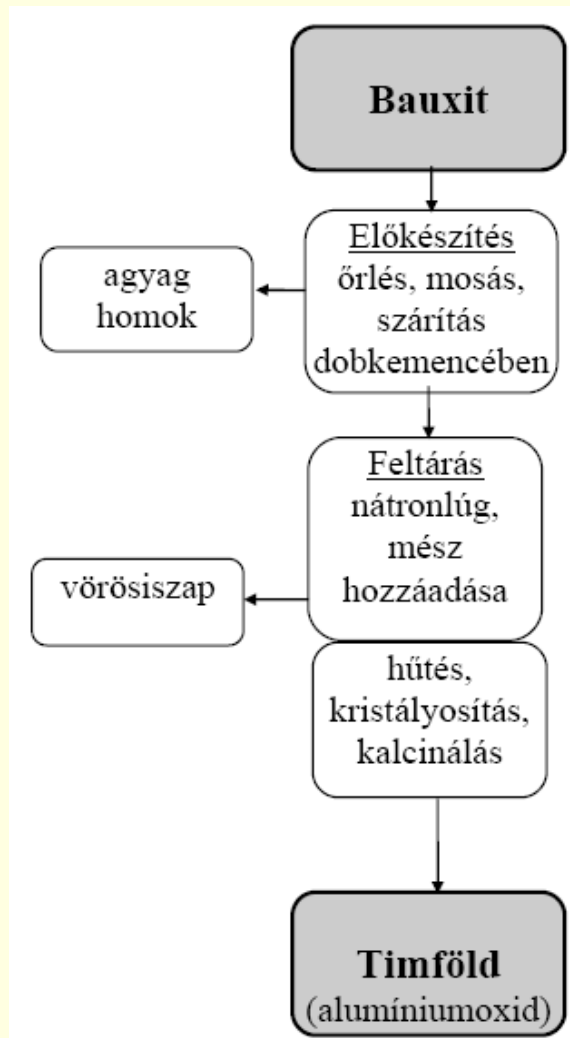 Bauxit
Előkészítés
őrlés, mosás,
szárítás
dobkemencében
agyag
homok
Feltárás
nátronlúg,
mész
hozzáadása
vörösiszap
hűtés,
kristályosítás,
kalcinálás
Timföld
(alumíniumoxid)